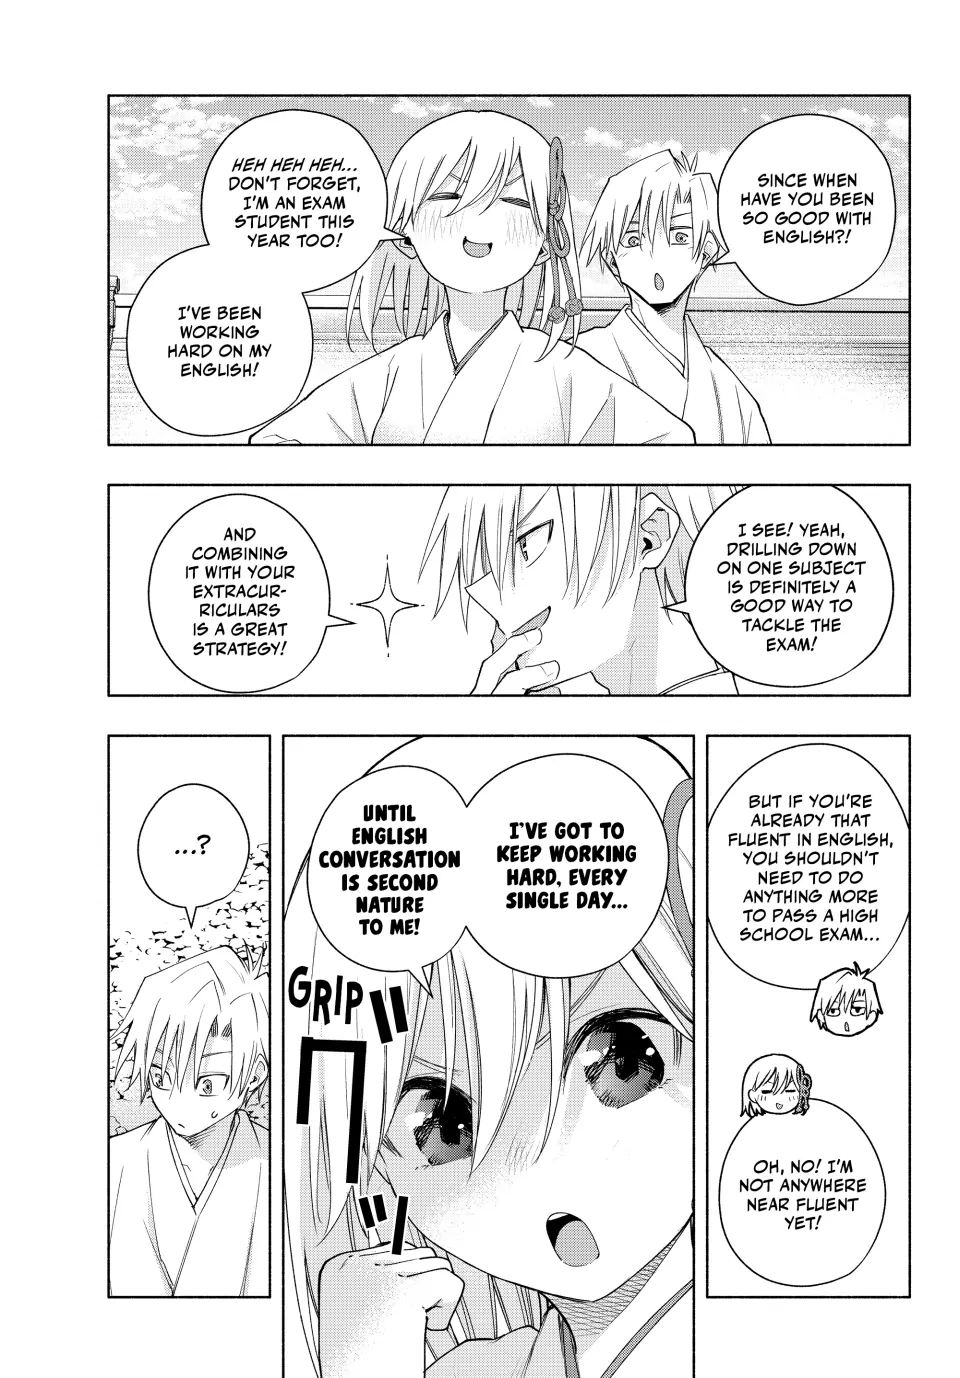 SINCE WHEN
HAVE YOU BEEN
SO GOOD WITH
ENGLISH?!
HEH HEH HEH...
DON'T FORGET,
I'M AN EXAM
STUDENT THIS
YEAR TOO!
I'VE BEEN
WORKING
HARD ON MY
ENGLISH!
I SEE! YEAH,
DRILLING DOWN
ON ONE SUBJECT
IS DEFINITELY A
GOOD WAY TO
TACKLE THE
EXAM!
AND
COMBINING
IT WITH YOUR
EXTRACUR-
RICULARS
IS A GREAT
STRATEGY!
BUT IF YOU'RE
ALREADY THAT
FLUENT IN ENGLISH,
YOU SHOULDN'T
NEED TO DO
ANYTHING MORE
TO PASS A HIGH
SCHOOL EXAM...
OH, NO! I'M
NOT ANYWHERE
NEAR FLUENT
YET!
I'VE GOT TO
KEEP WORKING
HARD, EVERY
SINGLE DAY...
UNTIL
ENGLISH
CONVERSATION
IS SECOND
NATURE
TO ME!
GRIP
...?